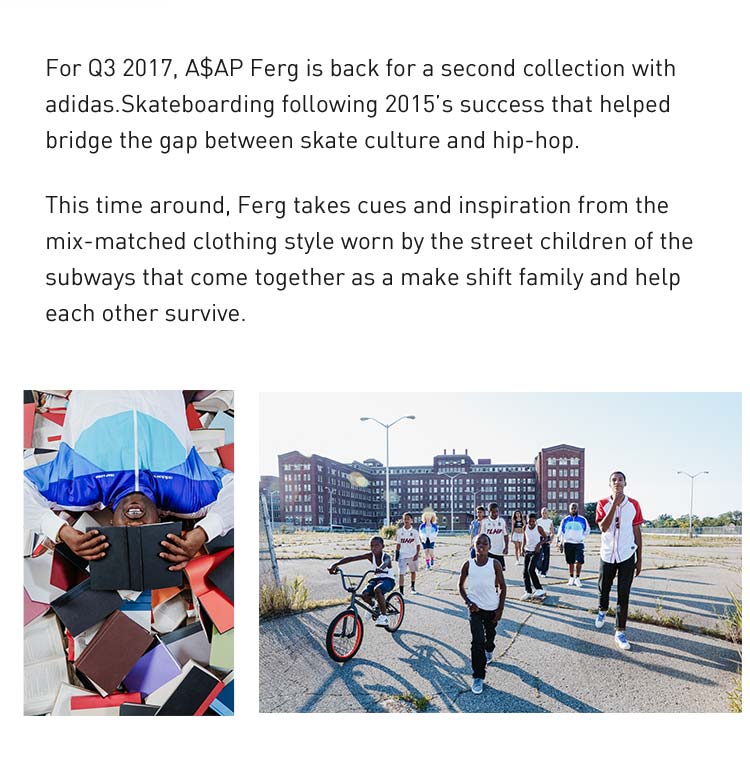 For Q3 2017, A$AP Ferg is back for a second collection with
adidas.Skateboarding following 2015’s success that helped
bridge the gap between skate culture and hip-hop.
This time around, Ferg takes cues and inspiration from the
mix-matched clothing style worn by the street children of the
subways that come together as a make shift family and help
each other survive.